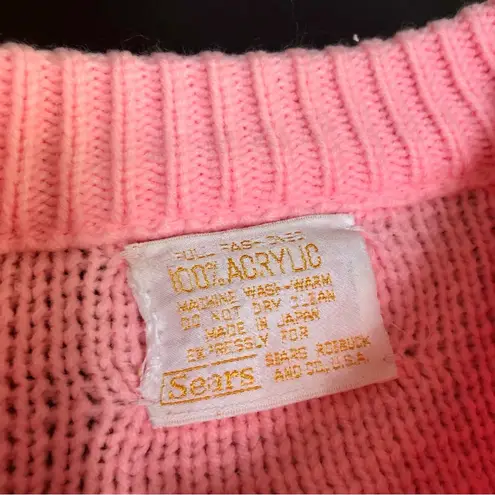 FULL FASHIONED
100% ACRYLIC
MACHINE WASH-WARM
DO NOT DRY CLEAN
MADE IN JAPAN
EXPRESSLY FOR
Sears SEARS ROEBUCK
AND CO, U.S.A.